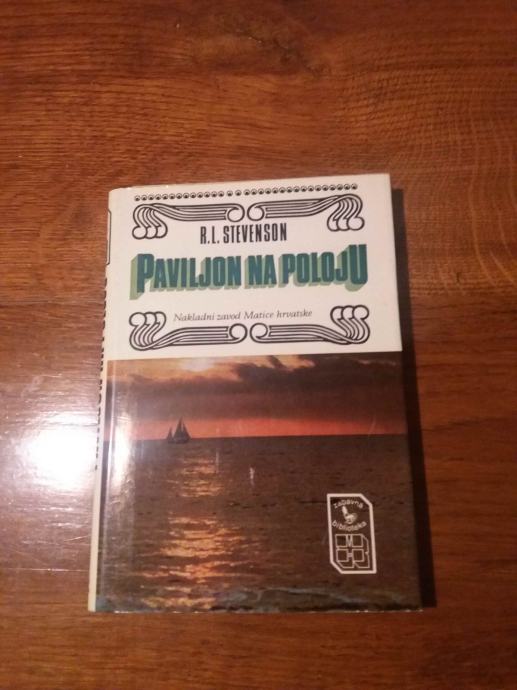 R.L. STEVENSON
PAVILJON NA POLOJU
Nakladni zavod Matice hrvatske
zabavna
biblioteka